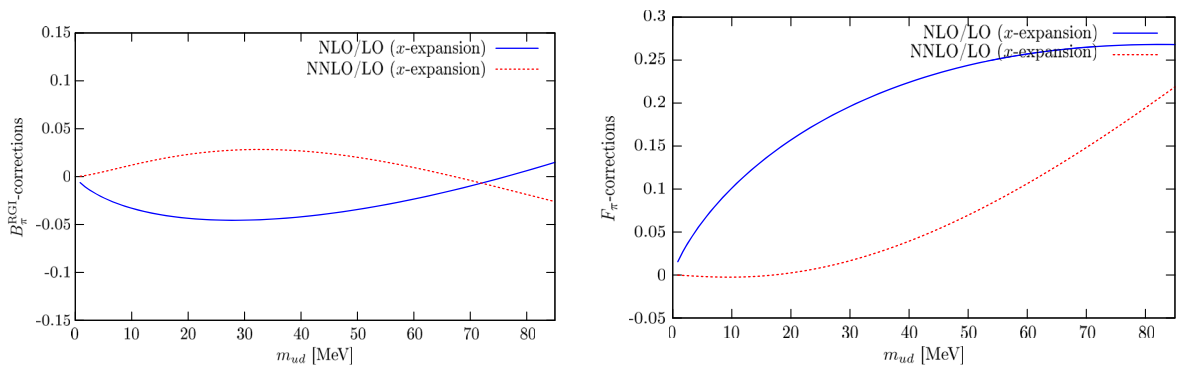 0.15
0.1
0.05
0
-0.05
-0.1
-0.15
B_π^RGI-corrections
NLO/LO (x-expansion)
NNLO/LO (x-expansion)
0 10 20 30 40 50 60 70 80
m_ud [MeV]
0.3
0.25
0.2
0.15
0.1
0.05
0
-0.05
F_π-corrections
NLO/LO (x-expansion)
NNLO/LO (x-expansion)
0 10 20 30 40 50 60 70 80
m_ud [MeV]